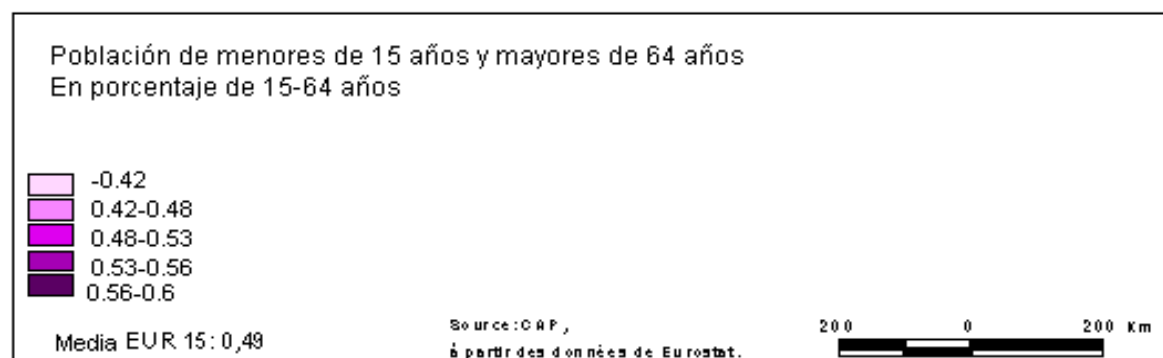 Población de menores de 15 años y mayores de 64 años
En porcentaje de 15-64 años
-0.42
0.42-0.48
0.48-0.53
0.53-0.56
0.56-0.6
Media EUR 15: 0,49
Source:CAP,
à partir des données de Eurostat.
200 0 200 Km